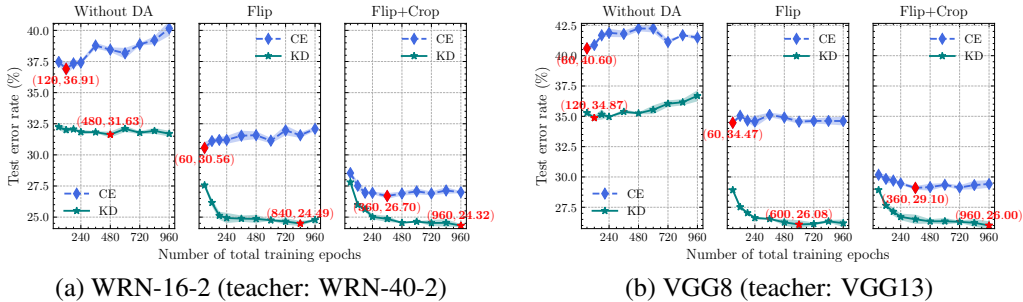 Without DA
Flip
Flip+Crop
Test error rate (%)
40.0
37.5
35.0
32.5
30.0
27.5
25.0
(120, 36.91)
(480, 31.63)
CE
KD
240 480 720 960
CE
KD
(60, 30.56)
(840, 24.49)
240 480 720 960
CE
KD
(360, 26.70)
(960, 24.32)
240 480 720 960
Number of total training epochs
(a) WRN-16-2 (teacher: WRN-40-2)
Without DA
Flip
Flip+Crop
Test error rate (%)
42.5
40.0
37.5
35.0
32.5
30.0
27.5
(60, 40.60)
(120, 34.87)
CE
KD
240 480 720 960
CE
KD
(60, 34.47)
(600, 26.08)
240 480 720 960
CE
KD
(360, 29.10)
(960, 26.00)
240 480 720 960
Number of total training epochs
(b) VGG8 (teacher: VGG13)